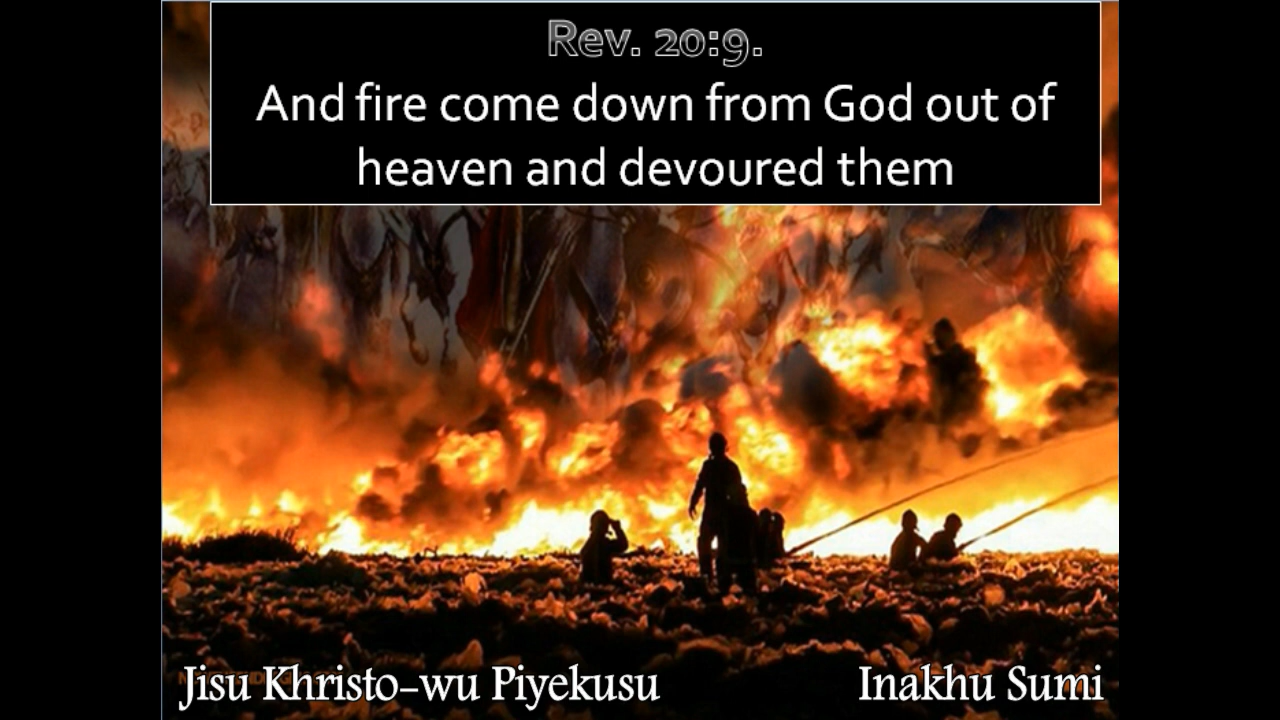 Rev. 20:9.
And fire come down from God out of
heaven and devoured them
Jisu Khristo-wu Piyekusu
Inakhu Sumi